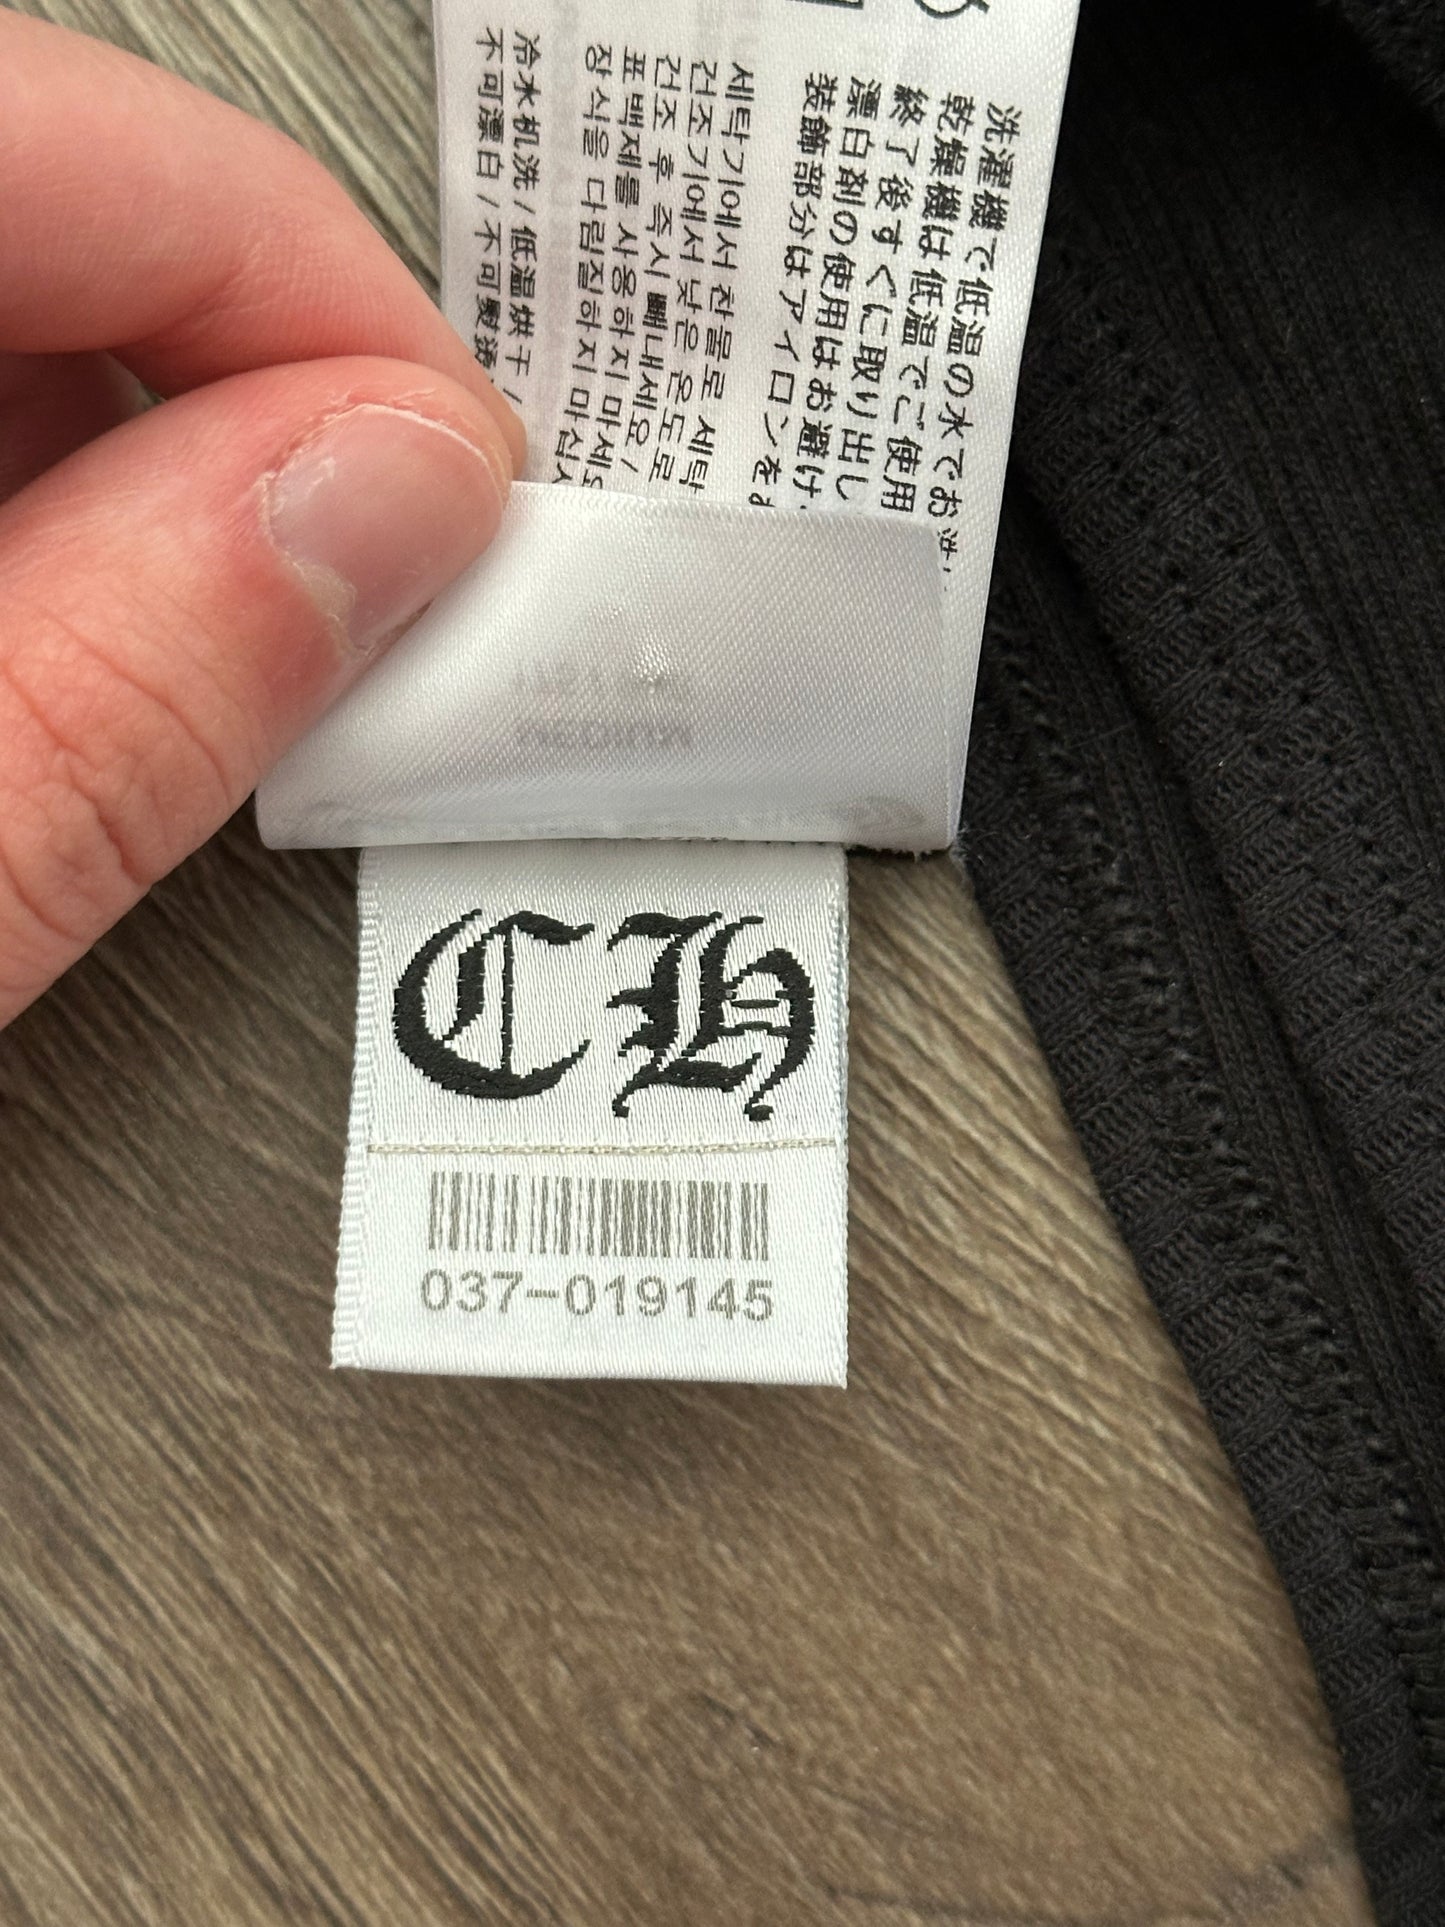 洗濯機で低温の水でお
乾燥機は低温でご使用
終了後すぐに取り出し
漂白剤の使用はお避け
装飾部分はアイロンを
세탁기에서 찬물로 세탁
건조기에서 낮은 온도로
건조 후 즉시 빼내세요 /
표백제를 사용하지 마세요
장식을 다림질하지 마십시
冷水机洗 / 低温烘干 /
不可漂白 / 不可熨烫
CH
037-019145